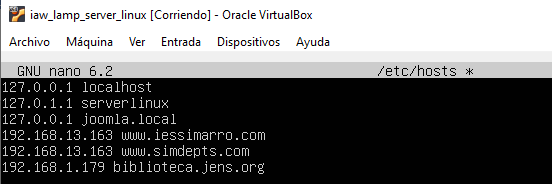 iaw_lamp_server_linux [Corriendo] - Oracle VirtualBox
Archivo Máquina Ver Entrada Dispositivos Ayuda
GNU nano 6.2 /etc/hosts *
127.0.0.1 localhost
127.0.1.1 serverlinux
127.0.0.1 joomla.local
192.168.13.163 www.iessimarro.com
192.168.13.163 www.simdepts.com
192.168.1.179 biblioteca.jens.org